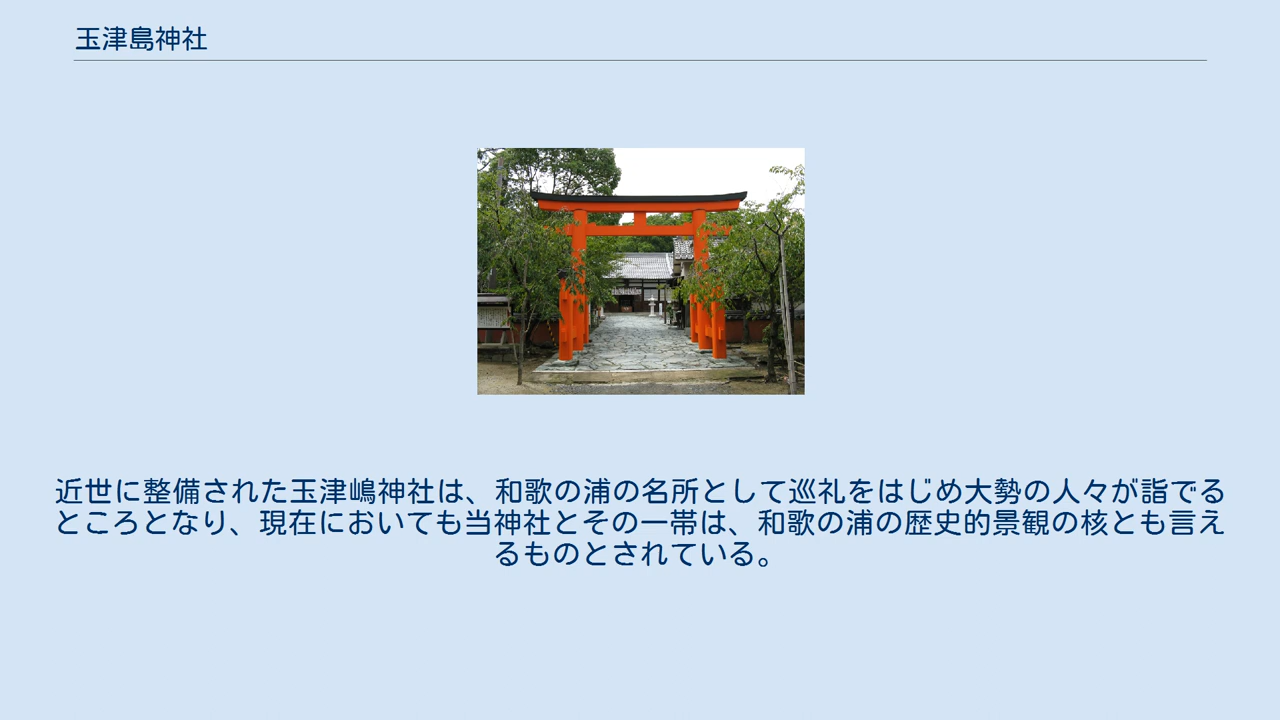 玉津島神社
近世に整備された玉津嶋神社は、和歌の浦の名所として巡礼をはじめ大勢の人々が詣でる
ところとなり、現在においても当神社とその一帯は、和歌の浦の歴史的景観の核とも言え
るものとされている。